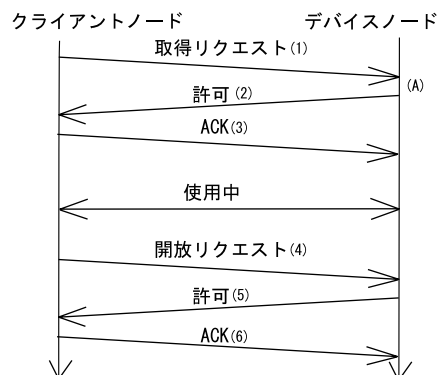 クライアントノード デバイスノード
取得リクエスト(1)
(A)
許可(2)
ACK(3)
使用中
開放リクエスト(4)
許可(5)
ACK(6)